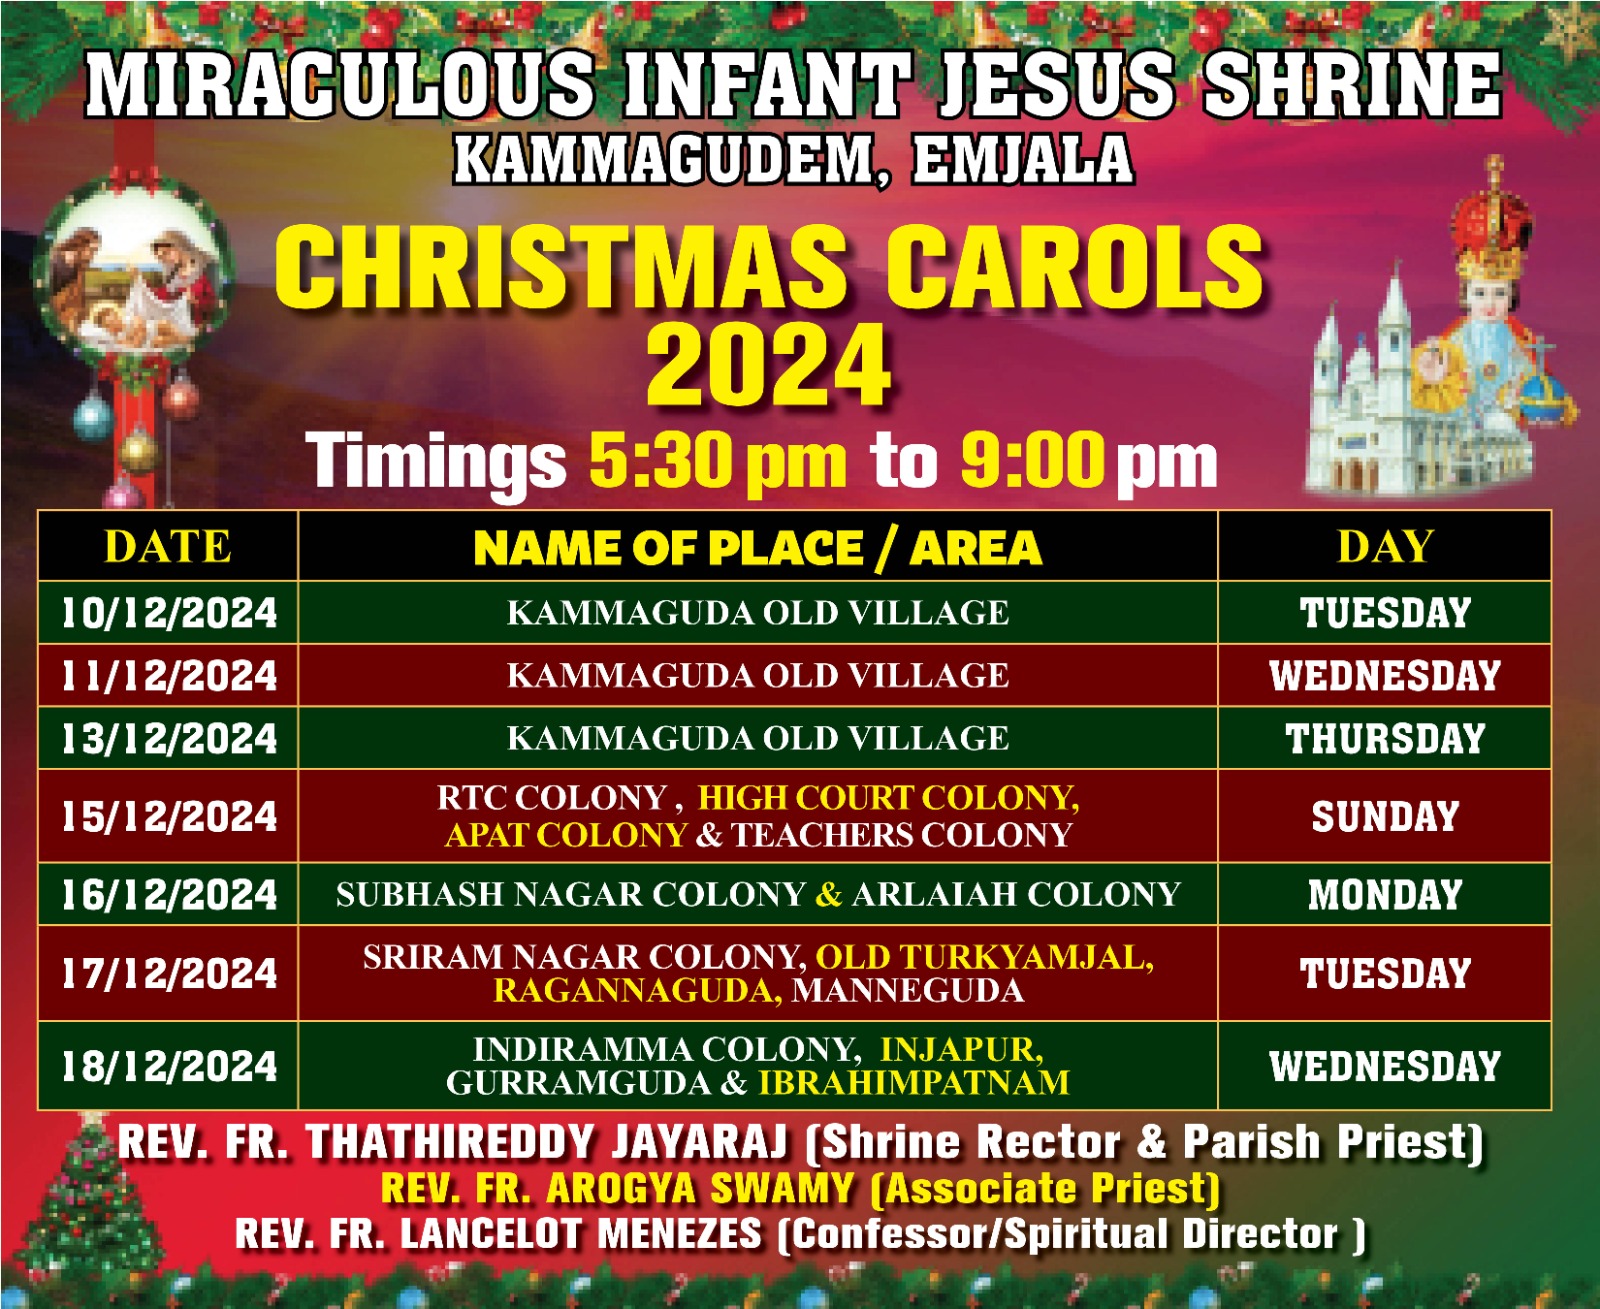 MIRACULOUS INFANT JESUS SHRINE
KAMMAGUDEM, EMJALA
CHRISTMAS CAROLS
2024
Timings 5:30 pm to 9:00 pm
DATE NAME OF PLACE / AREA DAY
10/12/2024 KAMMAGUDA OLD VILLAGE TUESDAY
11/12/2024 KAMMAGUDA OLD VILLAGE WEDNESDAY
13/12/2024 KAMMAGUDA OLD VILLAGE THURSDAY
15/12/2024 RTC COLONY , HIGH COURT COLONY,
APAT COLONY & TEACHERS COLONY SUNDAY
16/12/2024 SUBHASH NAGAR COLONY & ARLAIAH COLONY MONDAY
17/12/2024 SRIRAM NAGAR COLONY, OLD TURKYAMJAL,
RAGANNAGUDA, MANNEGUDA TUESDAY
18/12/2024 INDIRAMMA COLONY, INJAPUR,
GURRAMGUDA & IBRAHIMPATNAM WEDNESDAY
REV. FR. THATHIREDDY JAYARAJ (Shrine Rector & Parish Priest)
REV. FR. AROGYA SWAMY (Associate Priest)
REV. FR. LANCELOT MENEZES (Confessor/Spiritual Director )